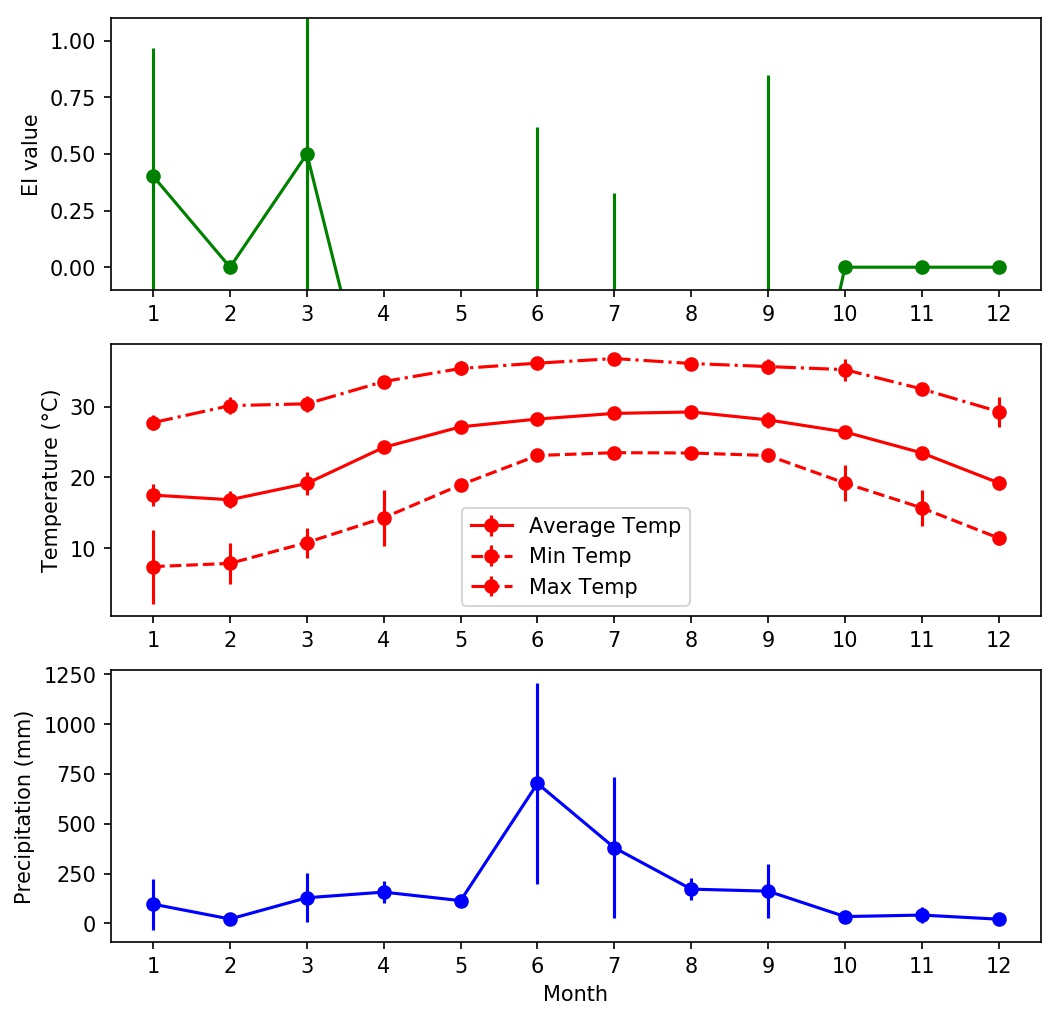 EI value
1.00
0.75
0.50
0.25
0.00
1 2 3 4 5 6 7 8 9 10 11 12
Temperature (°C)
30
20
10
Average Temp
Min Temp
Max Temp
1 2 3 4 5 6 7 8 9 10 11 12
Precipitation (mm)
1250
1000
750
500
250
0
1 2 3 4 5 6 7 8 9 10 11 12
Month